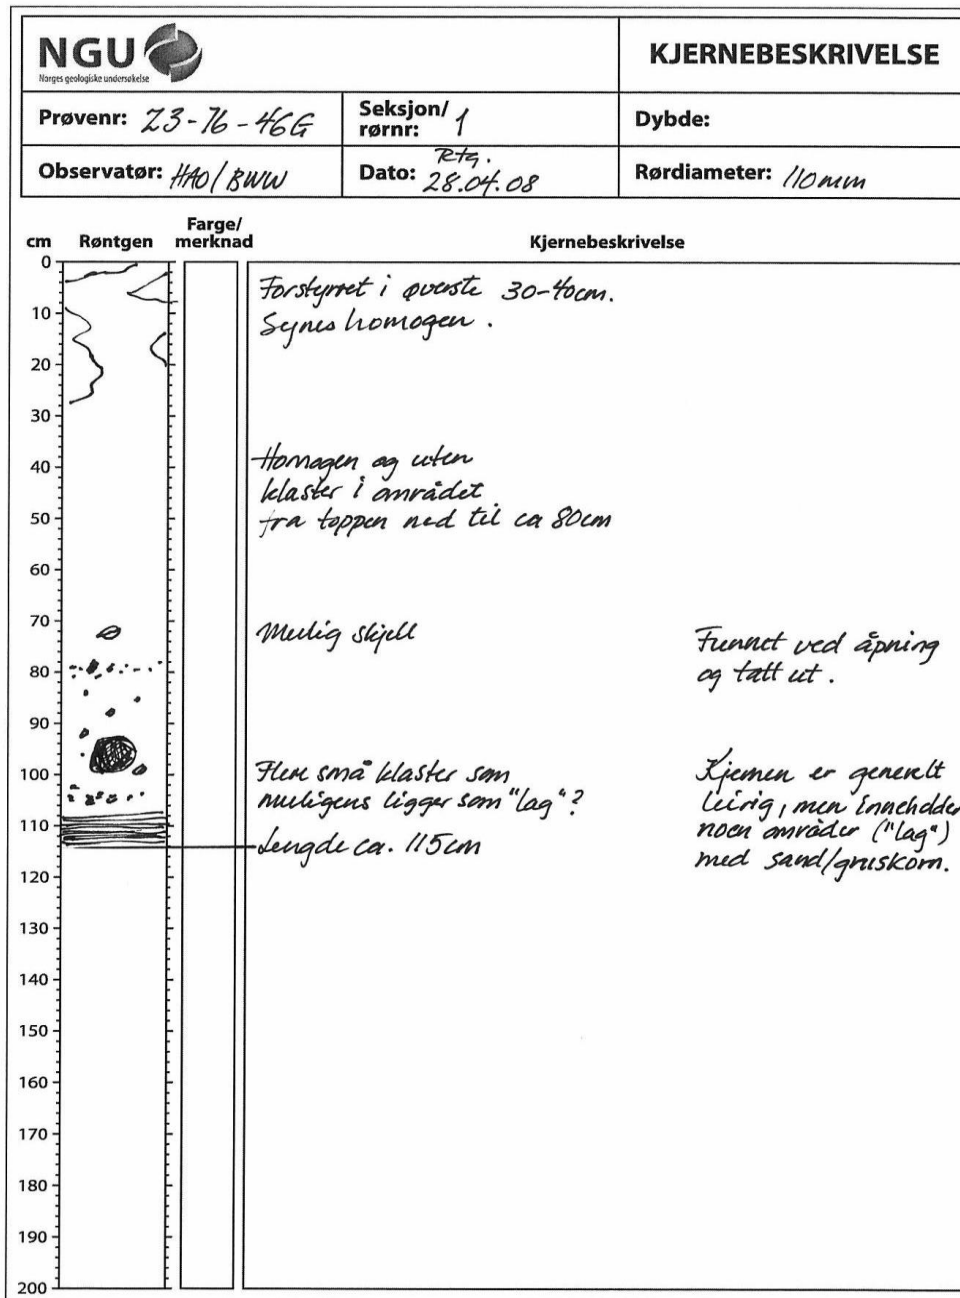 NGU
Norges geologiske undersøkelse
KJERNEBESKRIVELSE
Prøvenr: 23-76-46G
Seksjon/
rørnr: 1
Dybde:
Observatør: HAO/BWW
Rtg.
Dato: 28.04.08
Rørdiameter: 110mm
cm
Røntgen
Farge/
merknad
Kjernebeskrivelse
0
10
20
30
40
50
60
70
80
90
100
110
120
130
140
150
160
170
180
190
200
Forstyrret i øverste 30-40cm.
Synes homogen.
Homogen og uten
klaster i området
fra toppen ned til ca 80cm
Mulig skjell
Funnet ved åpning
og tatt ut.
Flere små klaster som
muligens ligger som "lag"?
Lengde ca. 115cm
Kjernen er generelt
leirig, men inneholder
noen områder ("lag")
med sand/gruskorn.